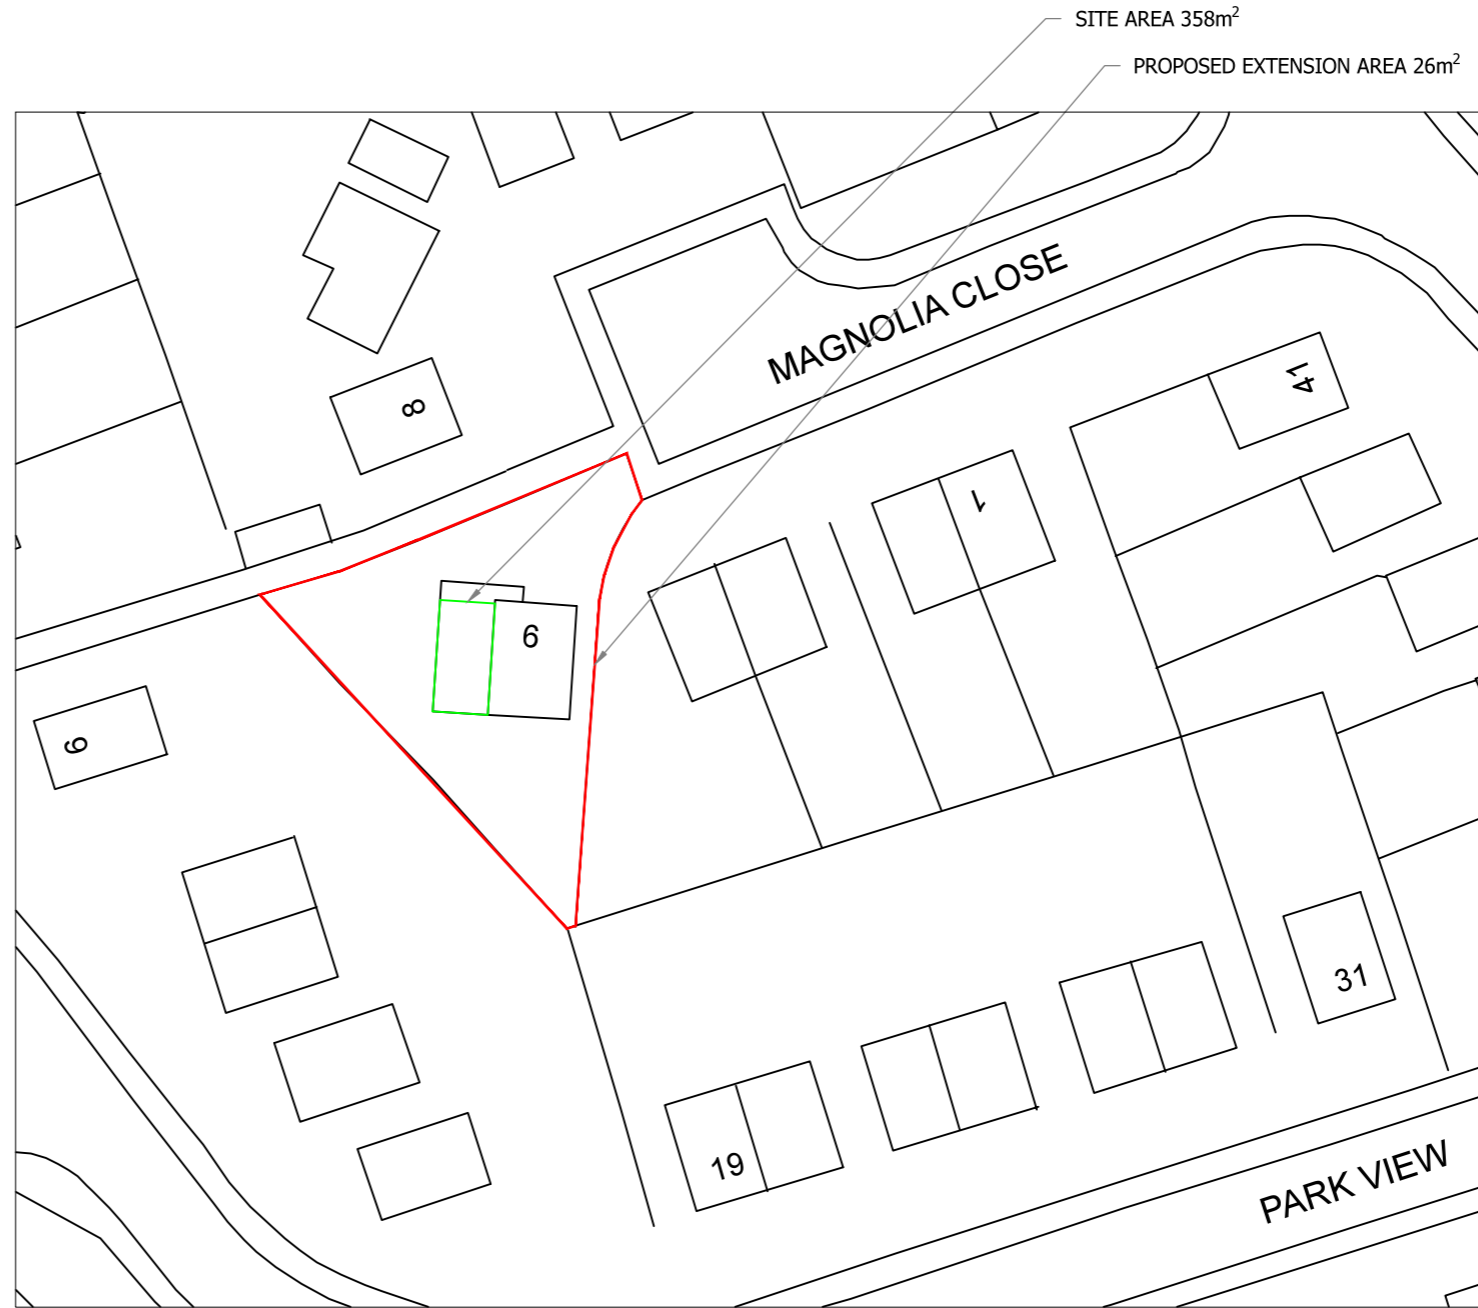 SITE AREA 358m²
PROPOSED EXTENSION AREA 26m²
MAGNOLIA CLOSE
41
8
1
6
9
31
19
PARK VIEW